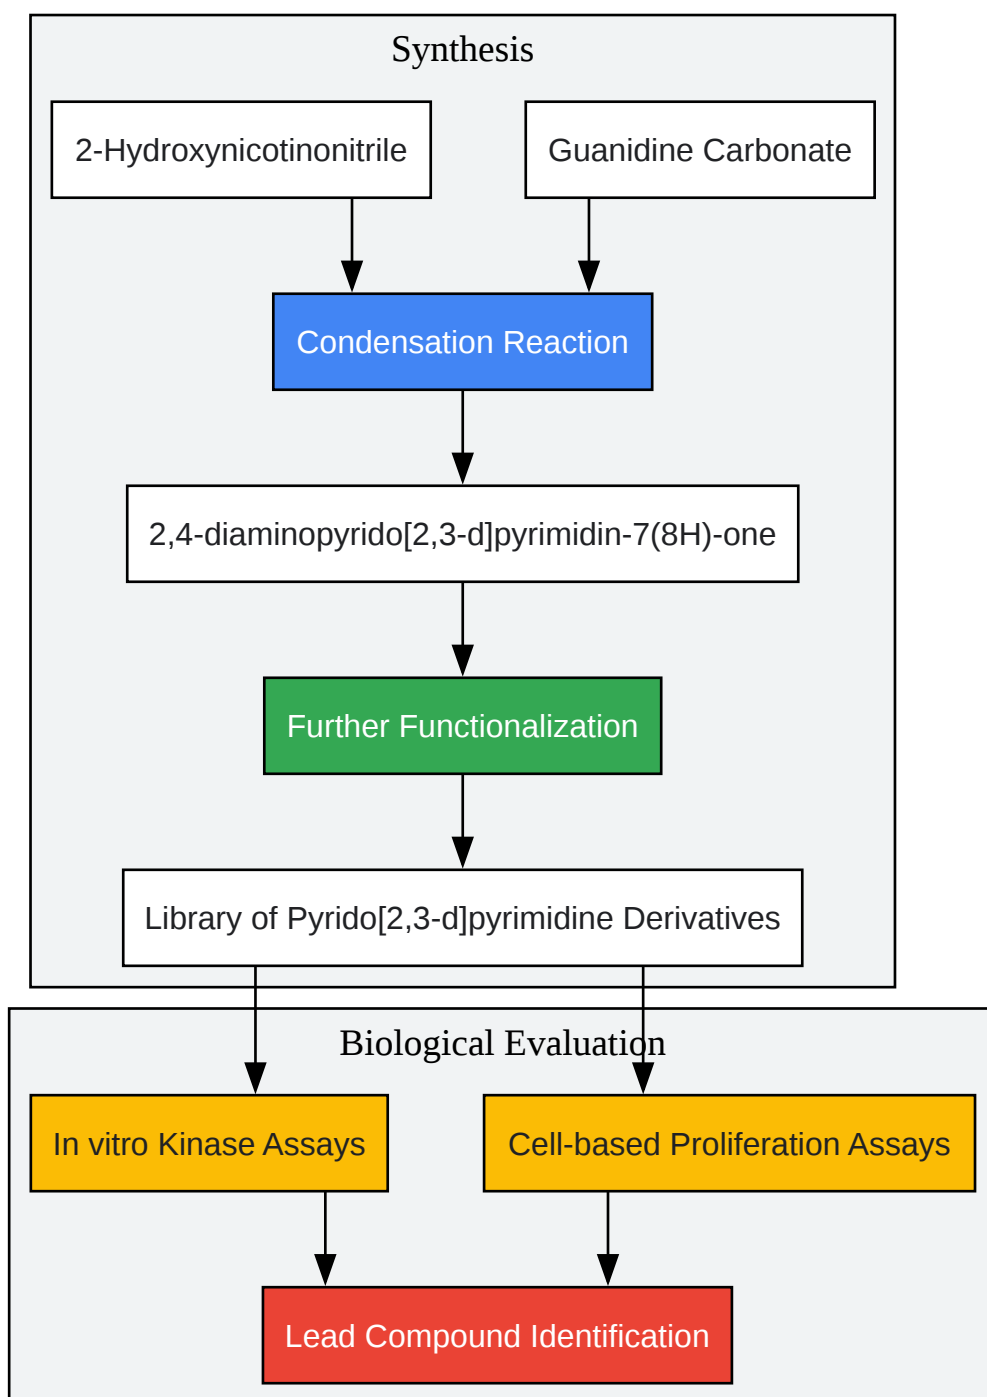 Synthesis
2-Hydroxynicotinonitrile
Guanidine Carbonate
Condensation Reaction
2,4-diaminopyrido[2,3-d]pyrimidin-7(8H)-one
Further Functionalization
Library of Pyrido[2,3-d]pyrimidine Derivatives
Biological Evaluation
In vitro Kinase Assays
Cell-based Proliferation Assays
Lead Compound Identification